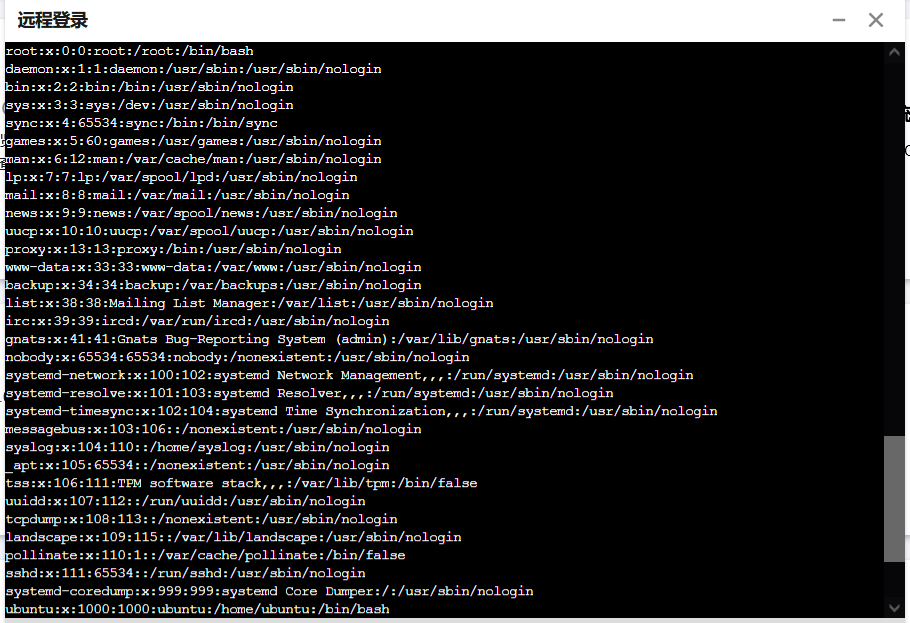 远程登录
root:x:0:0:root:/root:/bin/bash
daemon:x:1:1:daemon:/usr/sbin:/usr/sbin/nologin
bin:x:2:2:bin:/bin:/usr/sbin/nologin
sys:x:3:3:sys:/dev:/usr/sbin/nologin
sync:x:4:65534:sync:/bin:/bin/sync
games:x:5:60:games:/usr/games:/usr/sbin/nologin
man:x:6:12:man:/var/cache/man:/usr/sbin/nologin
lp:x:7:7:lp:/var/spool/lpd:/usr/sbin/nologin
mail:x:8:8:mail:/var/mail:/usr/sbin/nologin
news:x:9:9:news:/var/spool/news:/usr/sbin/nologin
uucp:x:10:10:uucp:/var/spool/uucp:/usr/sbin/nologin
proxy:x:13:13:proxy:/bin:/usr/sbin/nologin
www-data:x:33:33:www-data:/var/www:/usr/sbin/nologin
backup:x:34:34:backup:/var/backups:/usr/sbin/nologin
list:x:38:38:Mailing List Manager:/var/list:/usr/sbin/nologin
irc:x:39:39:ircd:/var/run/ircd:/usr/sbin/nologin
gnats:x:41:41:Gnats Bug-Reporting System (admin):/var/lib/gnats:/usr/sbin/nologin
nobody:x:65534:65534:nobody:/nonexistent:/usr/sbin/nologin
systemd-network:x:100:102:systemd Network Management,,,:/run/systemd:/usr/sbin/nologin
systemd-resolve:x:101:103:systemd Resolver,,,:/run/systemd:/usr/sbin/nologin
systemd-timesync:x:102:104:systemd Time Synchronization,,,:/run/systemd:/usr/sbin/nologin
messagebus:x:103:106::/nonexistent:/usr/sbin/nologin
syslog:x:104:110::/home/syslog:/usr/sbin/nologin
_apt:x:105:65534::/nonexistent:/usr/sbin/nologin
tss:x:106:111:TPM software stack,,,:/var/lib/tpm:/bin/false
uuidd:x:107:112::/run/uuidd:/usr/sbin/nologin
tcpdump:x:108:113::/nonexistent:/usr/sbin/nologin
landscape:x:109:115::/var/lib/landscape:/usr/sbin/nologin
pollinate:x:110:1::/var/cache/pollinate:/bin/false
sshd:x:111:65534::/run/sshd:/usr/sbin/nologin
systemd-coredump:x:999:999:systemd Core Dumper:/:/usr/sbin/nologin
ubuntu:x:1000:1000:ubuntu:/home/ubuntu:/bin/bash